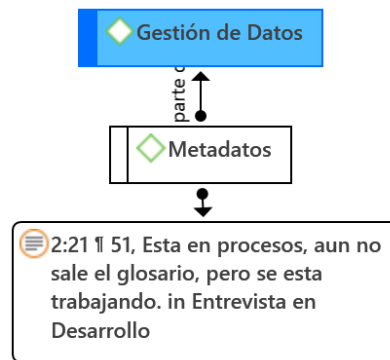 Gestión de Datos
parte
Metadatos
2:21 ¶ 51, Esta en procesos, aun no
sale el glosario, pero se esta
trabajando. in Entrevista en
Desarrollo